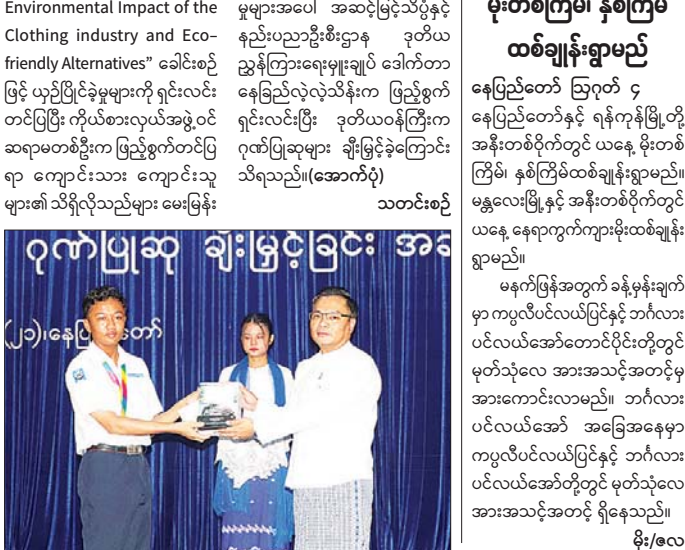 Environmental Impact of the
Clothing industry and Eco–
friendly Alternatives” ခေါင်းစဉ်
ဖြင့် ယှဉ်ပြိုင်ခဲ့မှုများကို ရှင်းလင်း
တင်ပြပြီး ကိုယ်စားလှယ်အဖွဲ့ဝင်
ဆရာမတစ်ဦးက ဖြည့်စွက်တင်ပြ
ရာ ကျောင်းသား ကျောင်းသူ
များ၏ သိရှိလိုသည်များ မေးမြန်း
မှုများအပေါ် အဆင့်မြင့်သိပ္ပံနှင့်
နည်းပညာဦးစီးဌာန ဒုတိယ
ညွှန်ကြားရေးမှူးချုပ် ဒေါက်တာ
နေခြည်လဲ့လဲ့သိန်းက ဖြည့်စွက်
ရှင်းလင်းပြီး ဒုတိယဝန်ကြီးက
ဂုဏ်ပြုဆုများ ချီးမြှင့်ခဲ့ကြောင်း
သိရသည်။(အောက်ပုံ)
သတင်းစဉ်
ဂုဏ်ပြုဆု ချီးမြှင့်ခြင်း အခ
(၂၁)၊နေပြ တော်
မိုးတစ်ကြိမ်၊ နှစ်ကြိမ်
ထစ်ချုန်းရွာမည်
နေပြည်တော် ဩဂုတ် ၄
နေပြည်တော်နှင့် ရန်ကုန်မြို့တို့
အနီးတစ်ဝိုက်တွင် ယနေ့ မိုးတစ်
ကြိမ်၊ နှစ်ကြိမ်ထစ်ချုန်းရွာမည်။
မန္တလေးမြို့နှင့် အနီးတစ်ဝိုက်တွင်
ယနေ့ နေရာကွက်ကျားမိုးထစ်ချုန်း
ရွာမည်။
မနက်ဖြန်အတွက် ခန့်မှန်းချက်
မှာ ကပ္ပလီပင်လယ်ပြင်နှင့် ဘင်္ဂလား
ပင်လယ်အော်တောင်ပိုင်းတို့တွင်
မုတ်သုံလေ အားအသင့်အတင့်မှ
အားကောင်းလာမည်။ ဘင်္ဂလား
ပင်လယ်အော် အခြေအနေမှာ
ကပ္ပလီပင်လယ်ပြင်နှင့် ဘင်္ဂလား
ပင်လယ်အော်တို့တွင် မုတ်သုံလေ
အားအသင့်အတင့် ရှိနေသည်။
မိုး/ဇလ